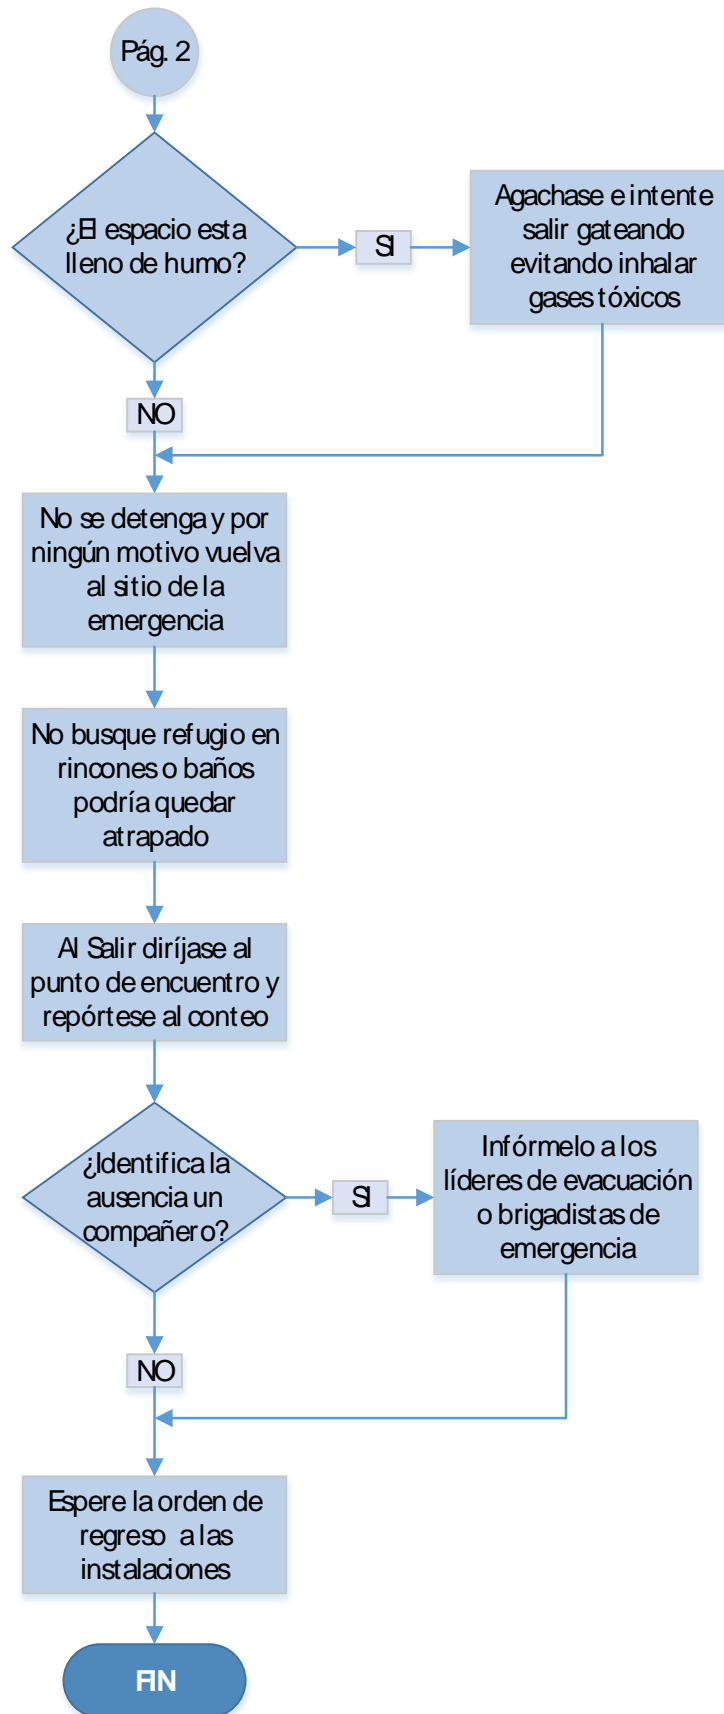 Pág. 2
¿El espacio esta
lleno de humo?
SI
Agachase e intente
salir gateando
evitando inhalar
gases tóxicos
NO
No se detenga y por
ningún motivo vuelva
al sitio de la
emergencia
No busque refugio en
rincones o baños
podría quedar
atrapado
Al Salir diríjase al
punto de encuentro y
repórtese al conteo
¿Identifica la
ausencia un
compañero?
SI
Infórmelo a los
líderes de evacuación
o brigadistas de
emergencia
NO
Espere la orden de
regreso a las
instalaciones
FIN